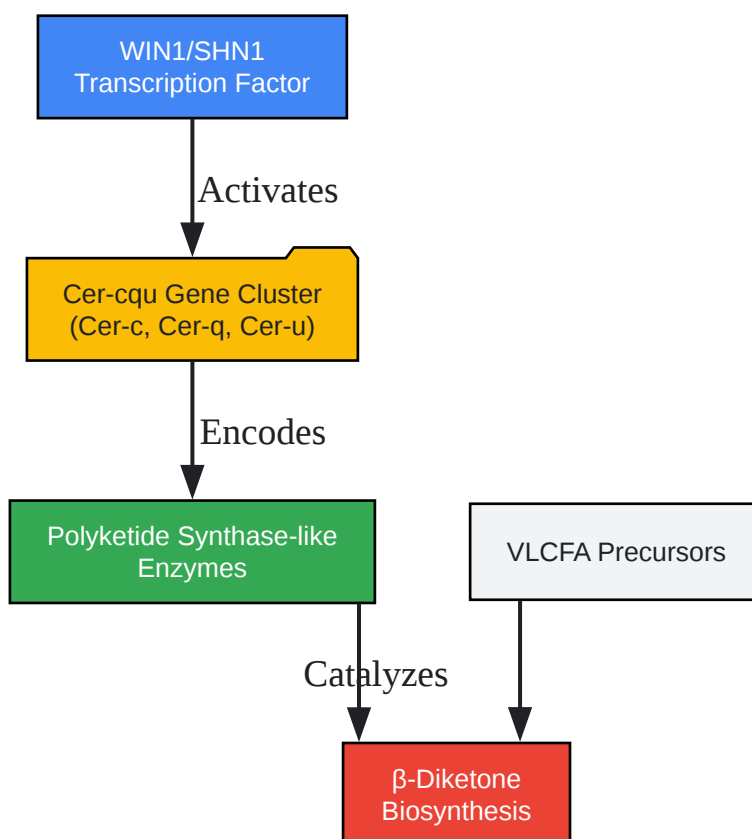 WIN1/SHN1
Transcription Factor
Activates
Cer-cqu Gene Cluster
(Cer-c, Cer-q, Cer-u)
Encodes
Polyketide Synthase-like
Enzymes
VLCFA Precursors
Catalyzes
β-Diketone
Biosynthesis